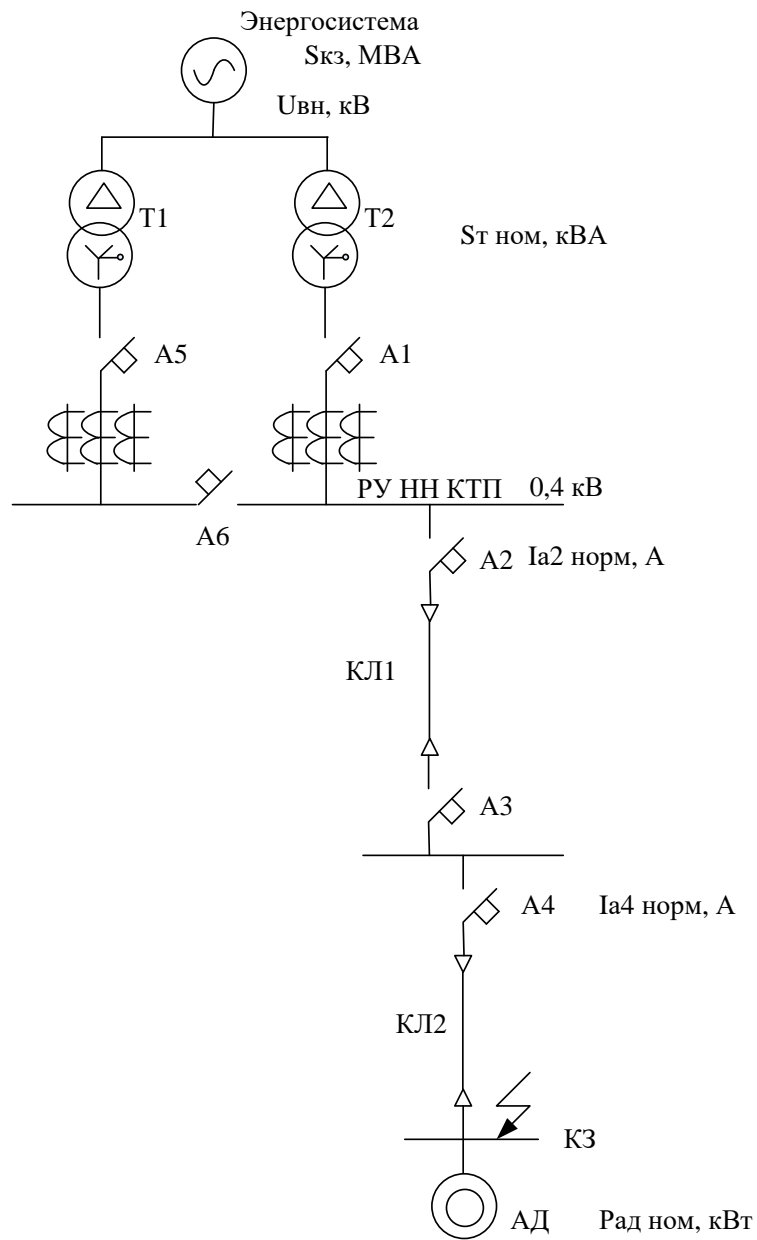 Энергосистема
Sкз, МВА
Uвн, кВ
Т1
Т2
Sт ном, кВА
А5
А1
РУ НН КТП 0,4 кВ
А6
А2 Iа2 норм, А
КЛ1
А3
А4 Iа4 норм, А
КЛ2
КЗ
АД Рад ном, кВт